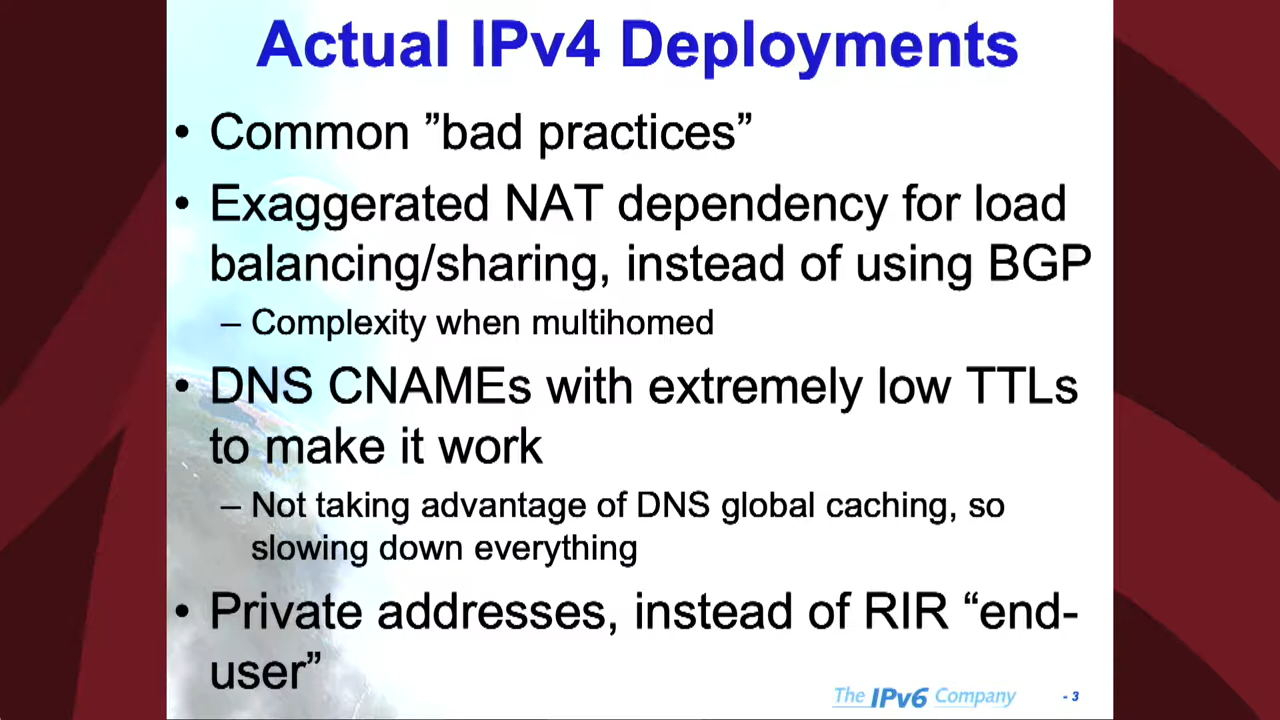 Actual IPv4 Deployments
• Common ”bad practices”
• Exaggerated NAT dependency for load
balancing/sharing, instead of using BGP
– Complexity when multihomed
• DNS CNAMEs with extremely low TTLs
to make it work
– Not taking advantage of DNS global caching, so
slowing down everything
• Private addresses, instead of RIR “end-
user”
The IPv6 Company
- 3